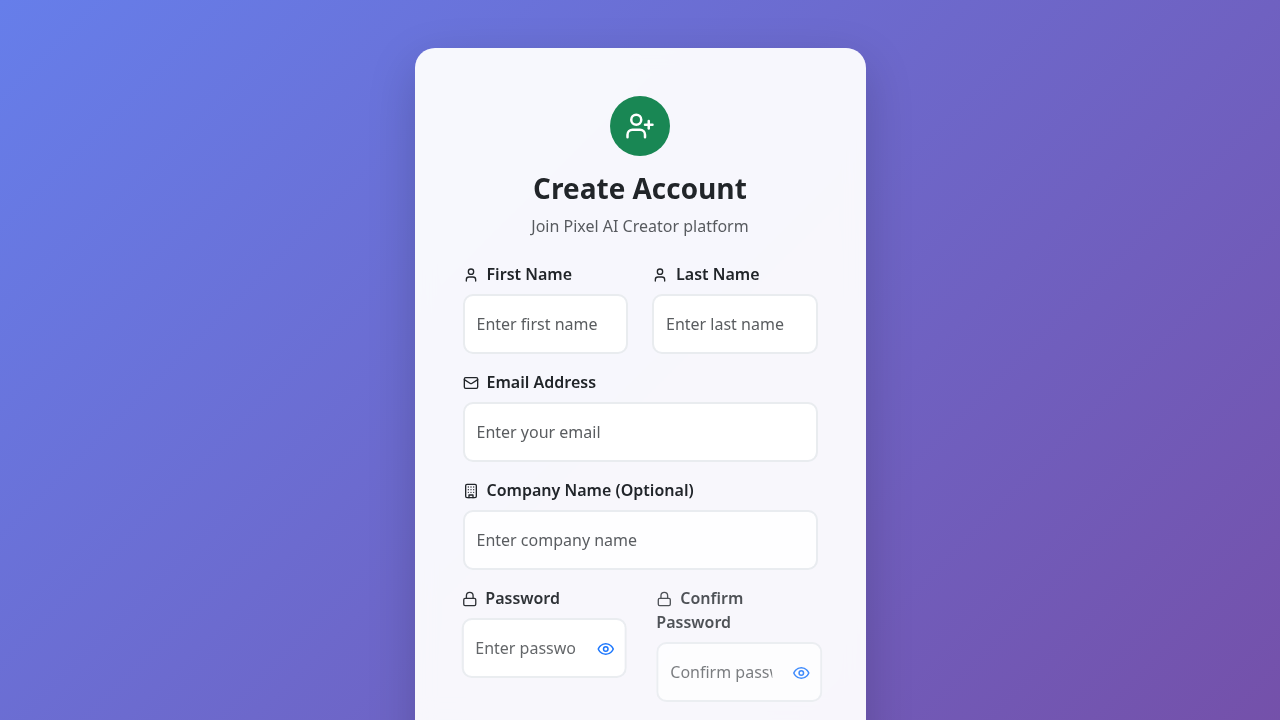 Create Account
Join Pixel AI Creator platform
First Name
Last Name
Enter first name
Enter last name
Email Address
Enter your email
Company Name (Optional)
Enter company name
Password
Confirm
Password
Enter passwo
Confirm pass